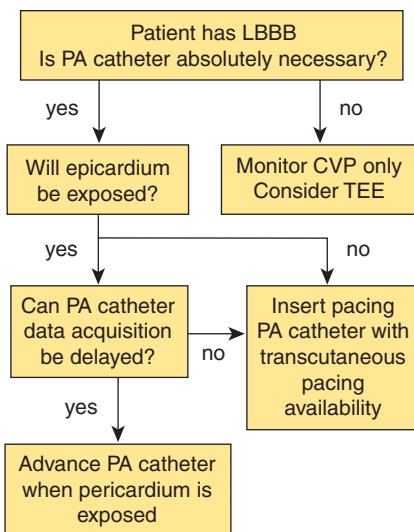 Patient has LBBB
Is PA catheter absolutely necessary?
yes
no
Will epicardium
be exposed?
Monitor CVP only
Consider TEE
yes
no
Can PA catheter
data acquisition
be delayed?
no
Insert pacing
PA catheter with
transcutaneous
pacing
availability
yes
Advance PA catheter
when pericardium is
exposed